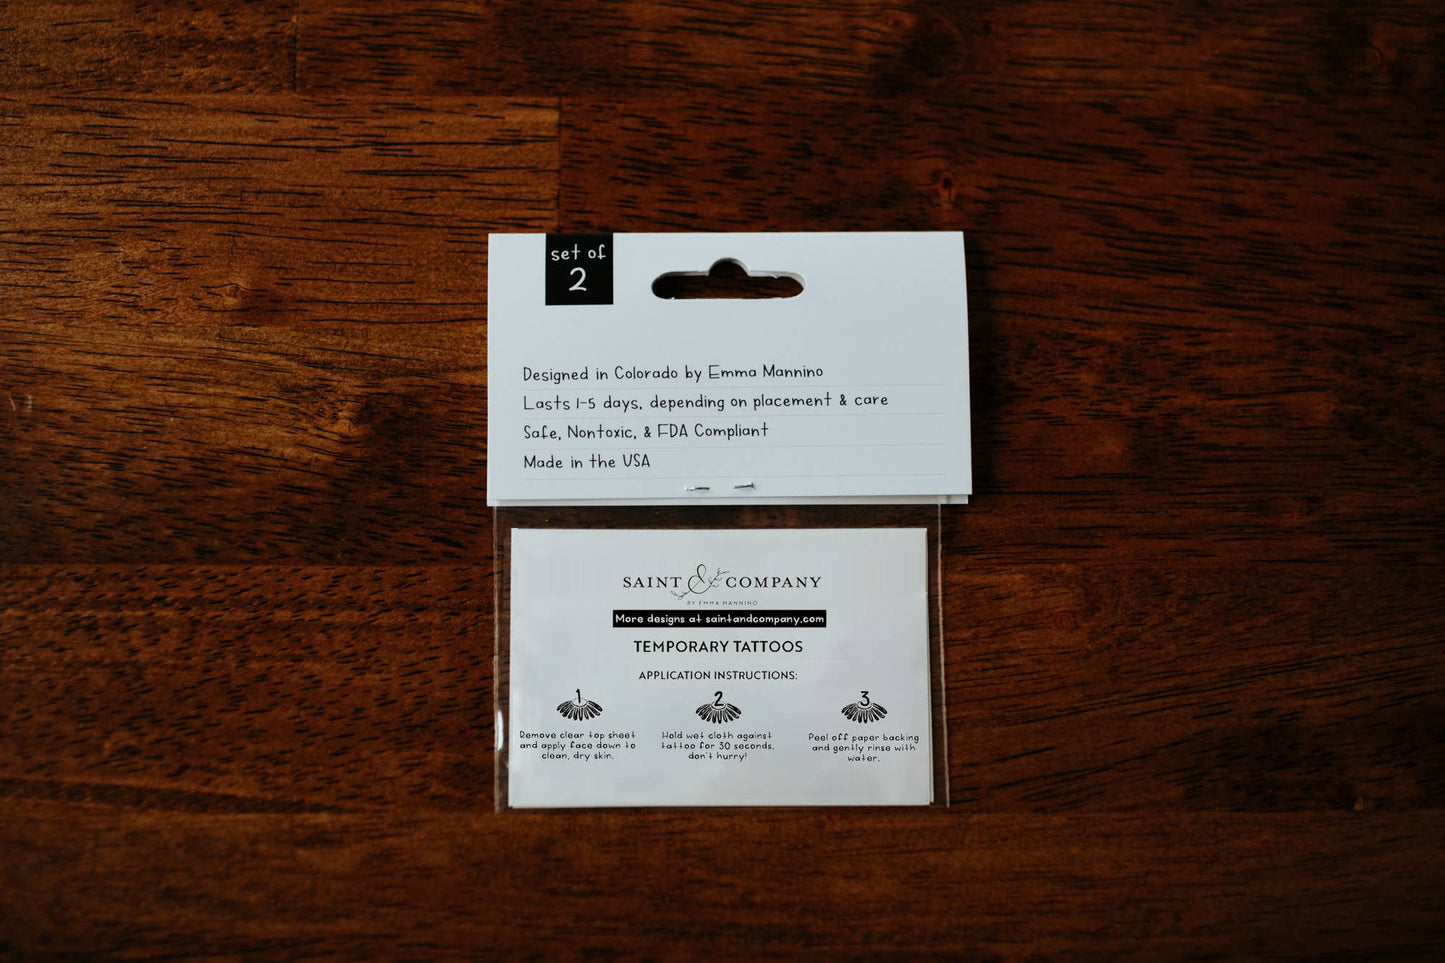 set of
2
Designed in Colorado by Emma Mannino
Lasts 1-5 days, depending on placement & care
Safe, Nontoxic, & FDA Compliant
Made in the USA
SAINT & COMPANY
BY EMMA MANNINO
More designs at saintandcompany.com
TEMPORARY TATTOOS
APPLICATION INSTRUCTIONS:
1
Remove clear top sheet
and apply face down to
clean, dry skin.
2
Hold wet cloth against
tattoo for 30 seconds,
don't hurry!
3
Peel off paper backing
and gently rinse with
water.